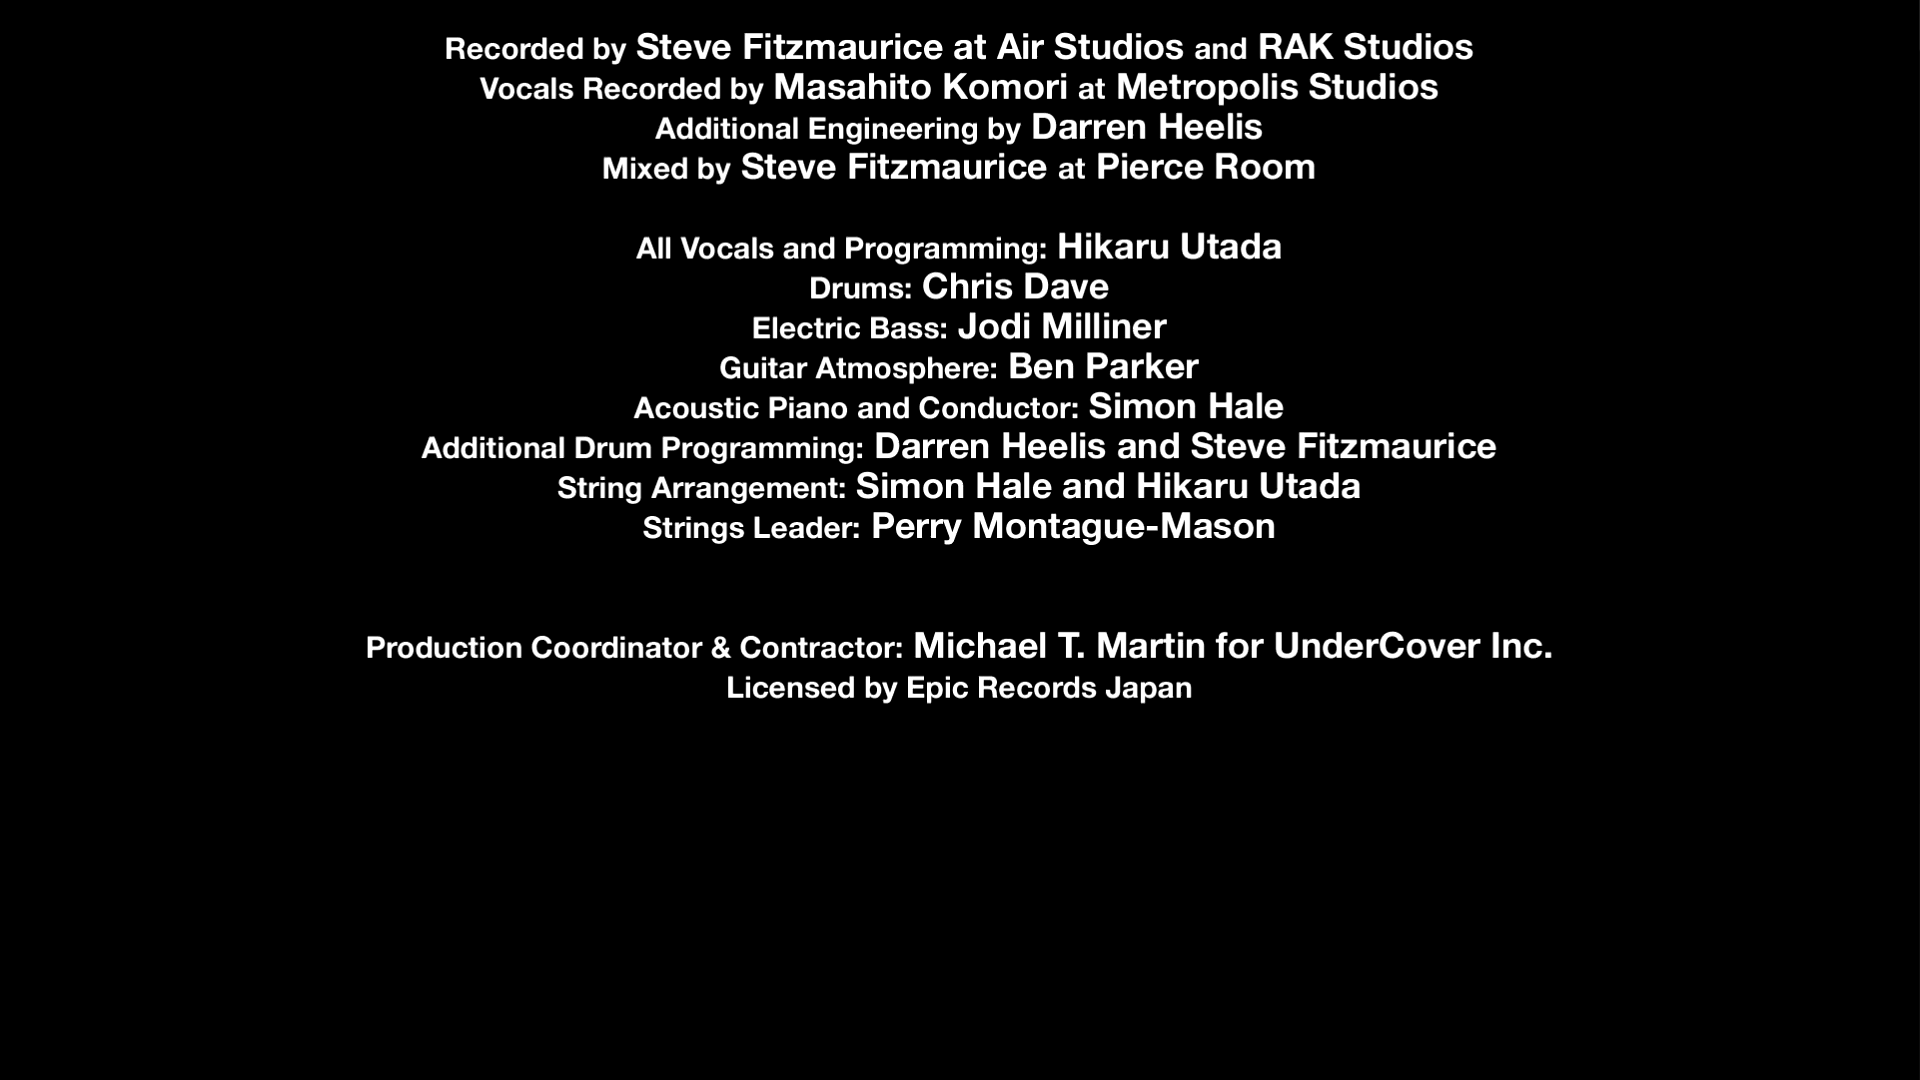 Recorded by Steve Fitzmaurice at Air Studios and RAK Studios
Vocals Recorded by Masahito Komori at Metropolis Studios
Additional Engineering by Darren Heelis
Mixed by Steve Fitzmaurice at Pierce Room
All Vocals and Programming: Hikaru Utada
Drums: Chris Dave
Electric Bass: Jodi Milliner
Guitar Atmosphere: Ben Parker
Acoustic Piano and Conductor: Simon Hale
Additional Drum Programming: Darren Heelis and Steve Fitzmaurice
String Arrangement: Simon Hale and Hikaru Utada
Strings Leader: Perry Montague-Mason
Production Coordinator & Contractor: Michael T. Martin for UnderCover Inc.
Licensed by Epic Records Japan